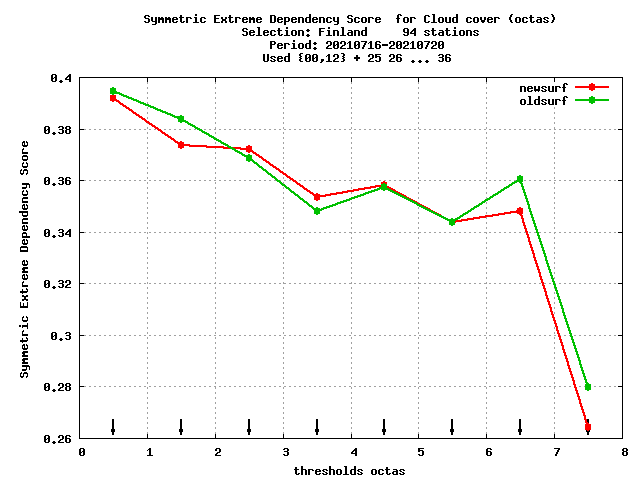 Symmetric Extreme Dependency Score  for Cloud cover (octas)
Selection: Finland     94 stations
Period: 20210716-20210720
Used {00,12} + 25 26 ... 36
newsurf
oldsurf
Symmetric Extreme Dependency Score
0.4
0.38
0.36
0.34
0.32
0.3
0.28
0.26
0 1 2 3 4 5 6 7 8
thresholds octas